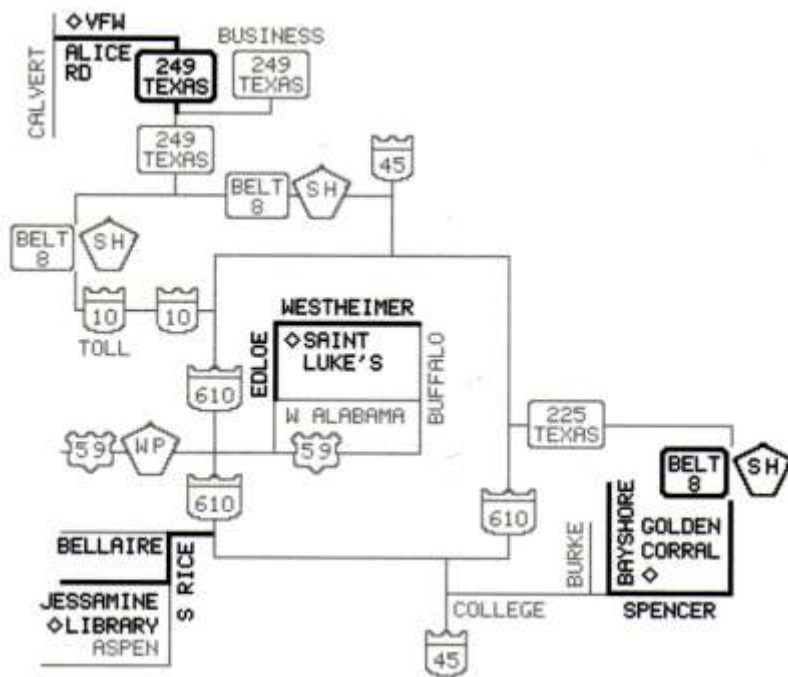 ◇VFW
BUSINESS
CALVERT
ALICE
RD
249
TEXAS
249
TEXAS
249
TEXAS
45
BELT
8
SH
BELT
8
SH
10
10
TOLL
WESTHEIMER
EDLOE
◇SAINT
LUKE'S
BUFFALO
610
W ALABAMA
225
TEXAS
59
WP
59
BELT
8
SH
610
610
BAYSHORE
GOLDEN
CORRAL
◇
BURKE
BELLAIRE
S RICE
JESSAMINE
◇LIBRARY
ASPEN
COLLEGE
SPENCER
45